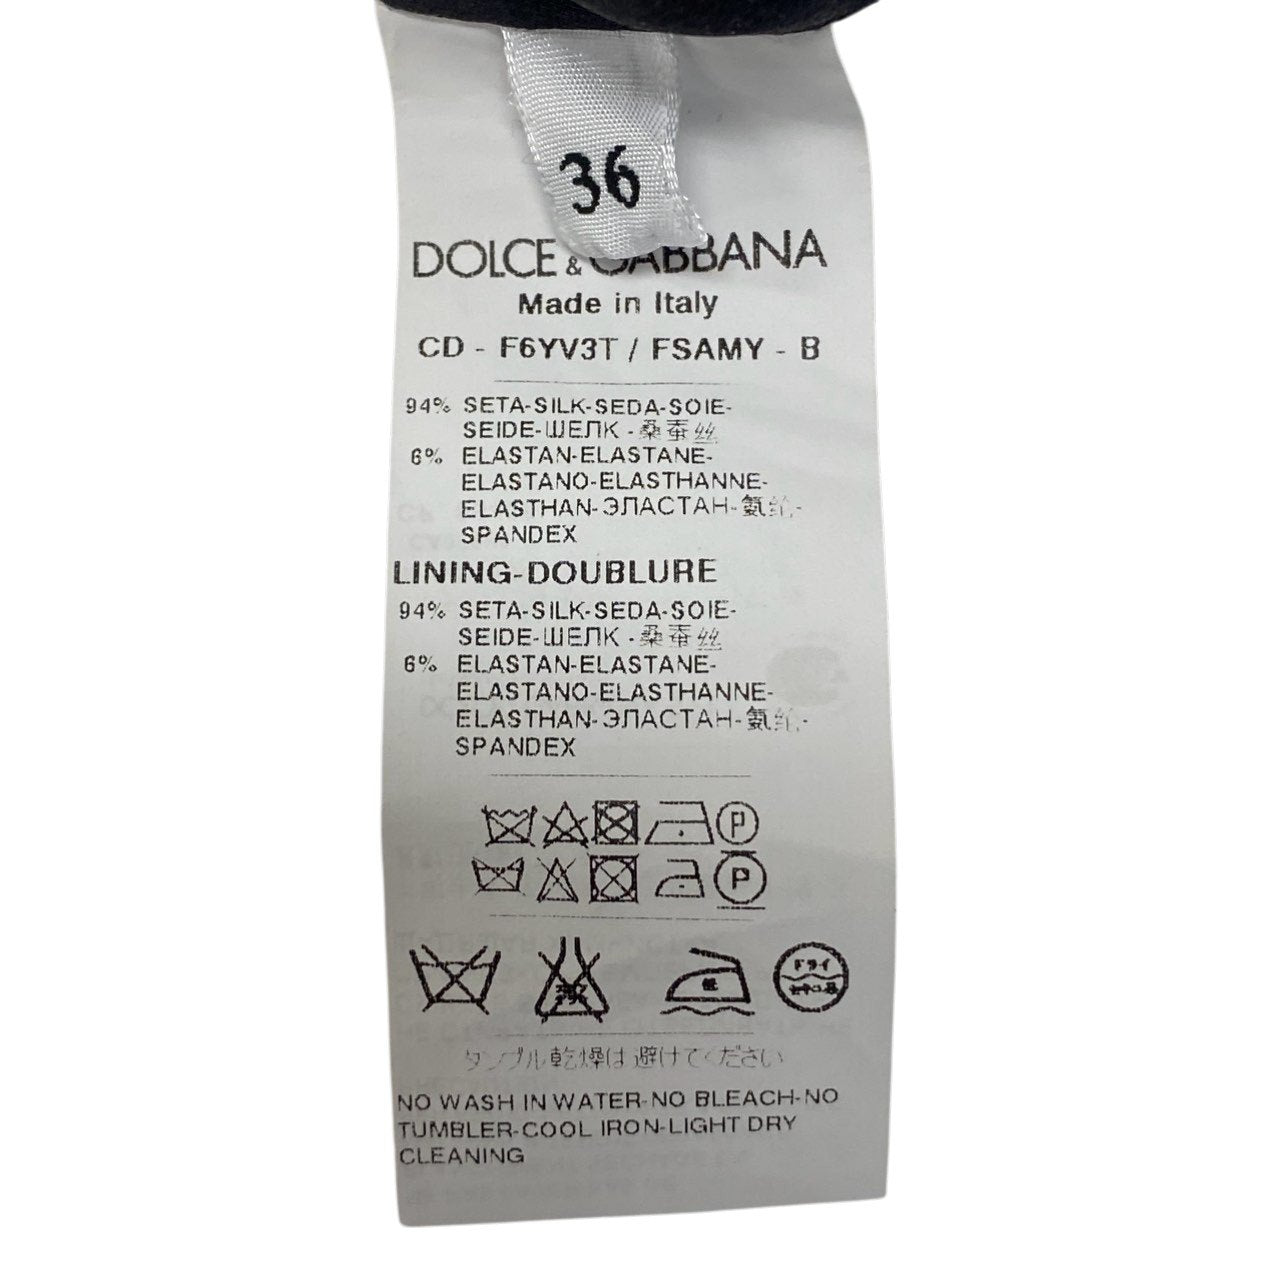 36
DOLCE & GABBANA
Made in Italy
CD - F6YV3T / FSAMY - B
94% SETA-SILK-SEDA-SOIE-
SEIDE-ШЕЛК-桑蚕丝
6% ELASTAN-ELASTANE-
ELASTANO-ELASTHANNE-
ELASTHAN-ЭЛАСТАН-氨纶-
SPANDEX
LINING-DOUBLURE
94% SETA-SILK-SEDA-SOIE-
SEIDE-ШЕЛК-桑蚕丝
6% ELASTAN-ELASTANE-
ELASTANO-ELASTHANNE-
ELASTHAN-ЭЛАСТАН-氨纶-
SPANDEX
P
P
低 ドライ
タンブル乾燥は避けてください
NO WASH IN WATER-NO BLEACH-NO
TUMBLER-COOL IRON-LIGHT DRY
CLEANING